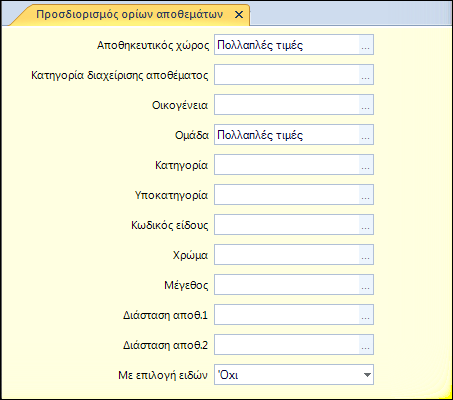 Προσδιορισμός ορίων αποθεμάτων
Αποθηκευτικός χώρος Πολλαπλές τιμές ...
Κατηγορία διαχείρισης αποθέματος ...
Οικογένεια ...
Ομάδα Πολλαπλές τιμές ...
Κατηγορία ...
Υποκατηγορία ...
Κωδικός είδους ...
Χρώμα ...
Μέγεθος ...
Διάσταση αποθ.1 ...
Διάσταση αποθ.2 ...
Με επιλογή ειδών Όχι